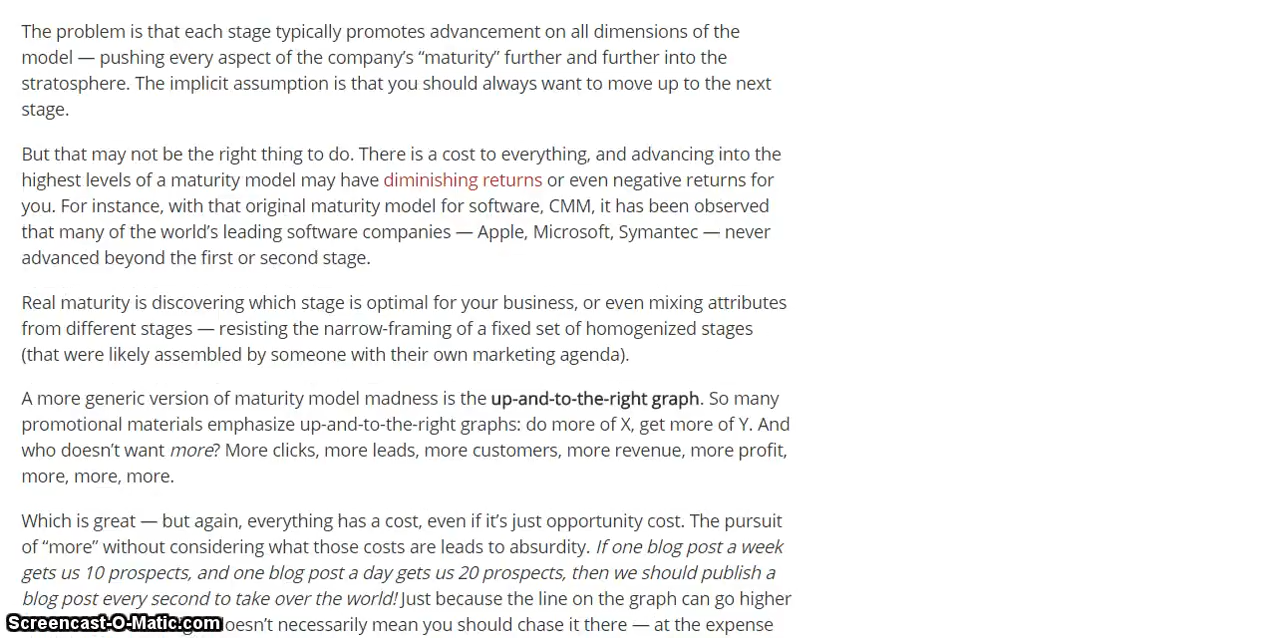 The problem is that each stage typically promotes advancement on all dimensions of the
model — pushing every aspect of the company's “maturity” further and further into the
stratosphere. The implicit assumption is that you should always want to move up to the next
stage.
But that may not be the right thing to do. There is a cost to everything, and advancing into the
highest levels of a maturity model may have diminishing returns or even negative returns for
you. For instance, with that original maturity model for software, CMM, it has been observed
that many of the world's leading software companies — Apple, Microsoft, Symantec — never
advanced beyond the first or second stage.
Real maturity is discovering which stage is optimal for your business, or even mixing attributes
from different stages — resisting the narrow-framing of a fixed set of homogenized stages
(that were likely assembled by someone with their own marketing agenda).
A more generic version of maturity model madness is the up-and-to-the-right graph. So many
promotional materials emphasize up-and-to-the-right graphs: do more of X, get more of Y. And
who doesn't want more? More clicks, more leads, more customers, more revenue, more profit,
more, more, more.
Which is great — but again, everything has a cost, even if it's just opportunity cost. The pursuit
of “more” without considering what those costs are leads to absurdity. If one blog post a week
gets us 10 prospects, and one blog post a day gets us 20 prospects, then we should publish a
blog post every second to take over the world! Just because the line on the graph can go higher
Screencast-O-Matic.com doesn't necessarily mean you should chase it there — at the expense